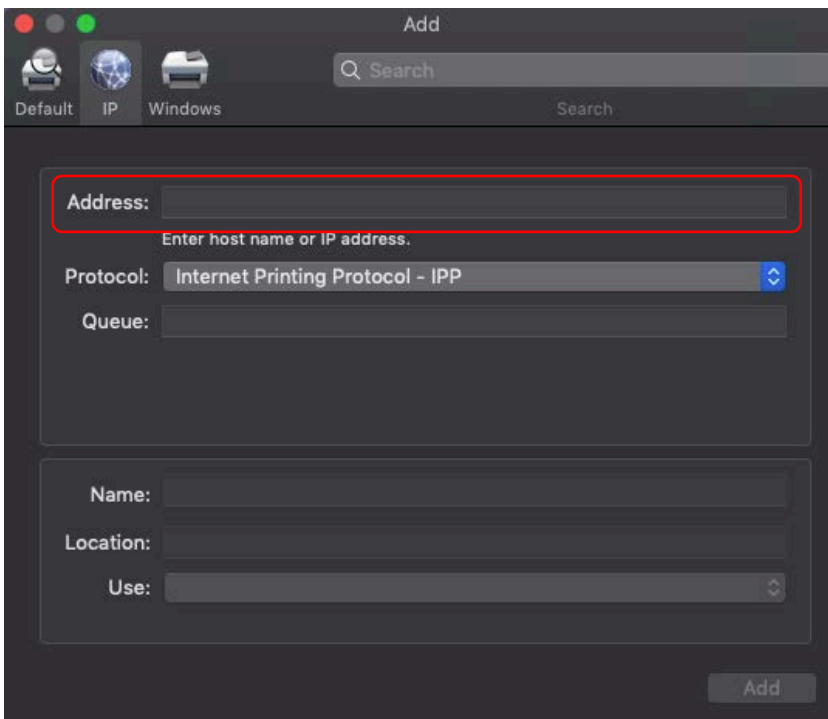 Add
Search
Default IP Windows
Search
Address:
Enter host name or IP address.
Protocol: Internet Printing Protocol - IPP
Queue:
Name:
Location:
Use:
Add